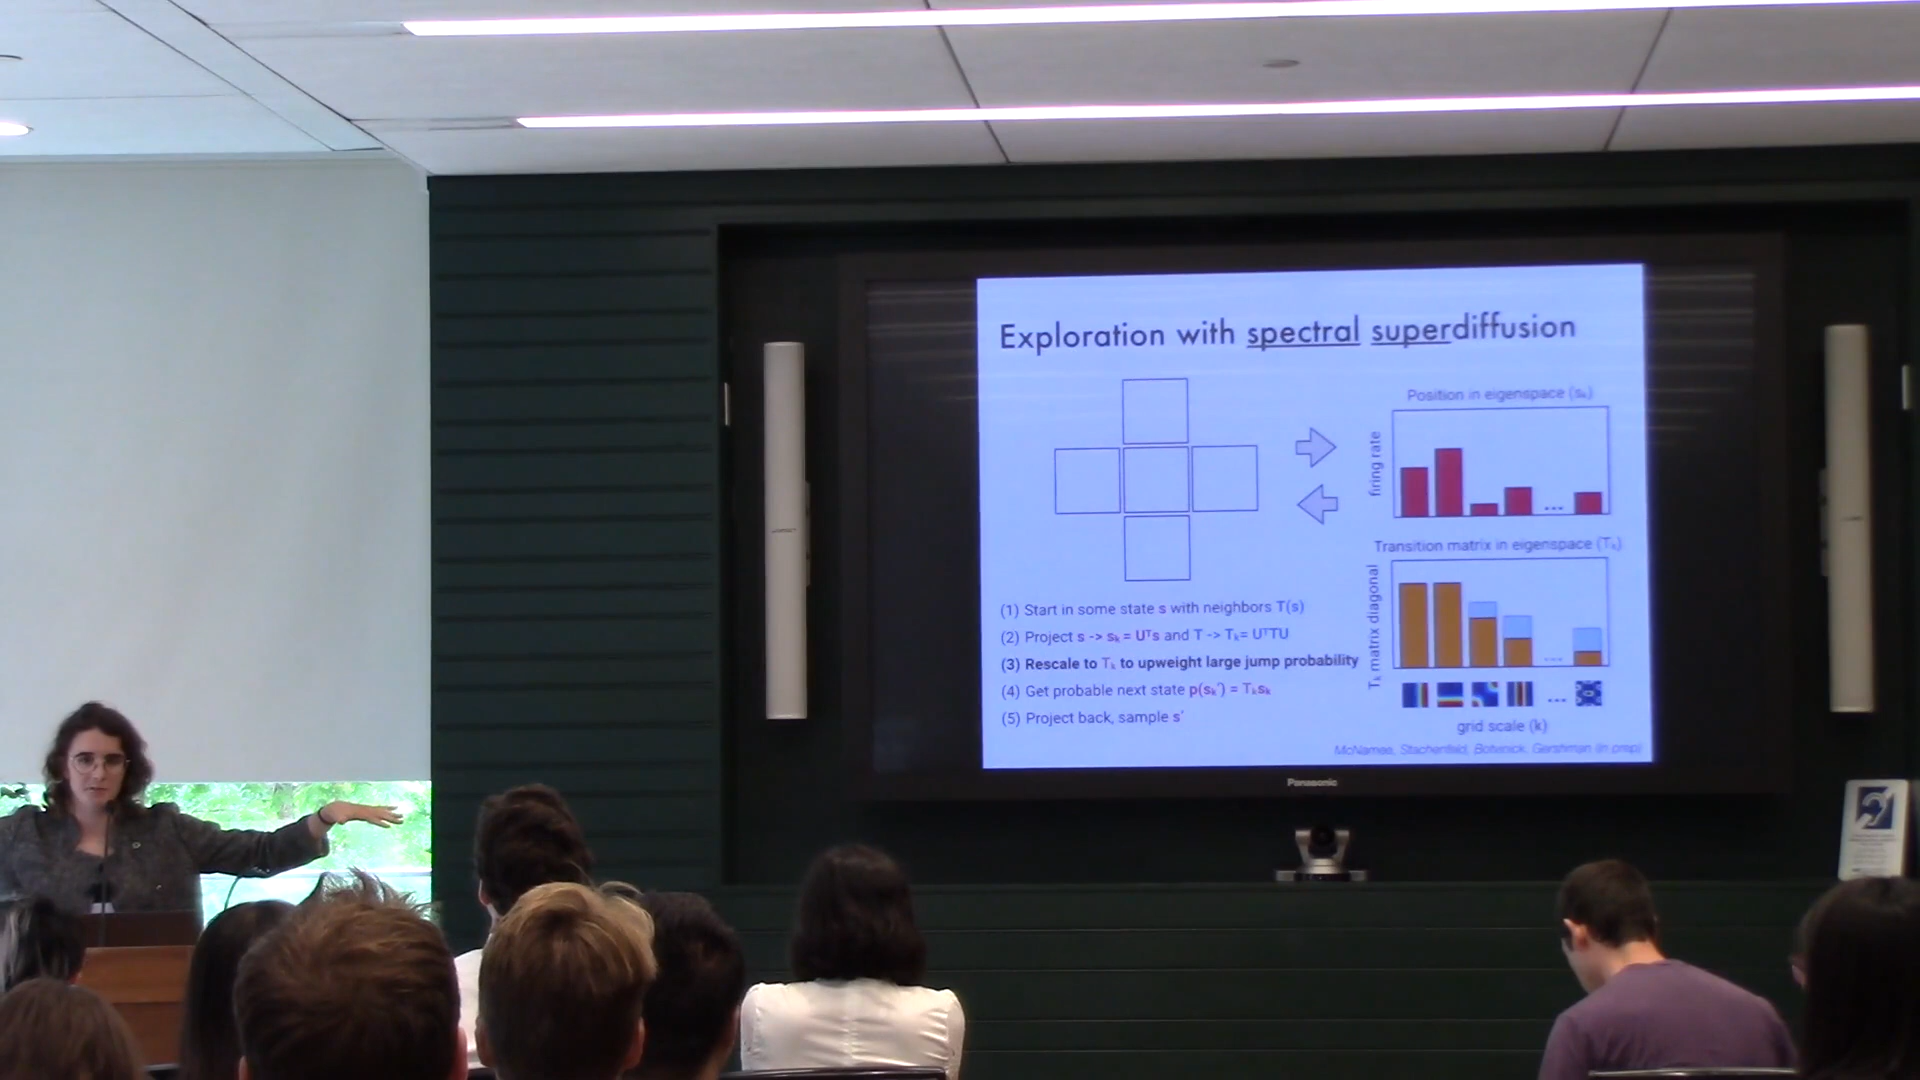 Exploration with spectral superdiffusion
Position in eigenspace (sₖ)
firing rate
...
Transition matrix in eigenspace (Tₖ)
Tₖ matrix diagonal
...
...
grid scale (k)
(1) Start in some state s with neighbors T(s)
(2) Project s -> sₖ = Uᵀs and T -> Tₖ = UᵀTU
(3) Rescale to Tₖ to upweight large jump probability
(4) Get probable next state p(sₖ') = Tₖsₖ
(5) Project back, sample s'
McNamee, Stachenfeld, Botvinick, Gershman (in prep)
Panasonic